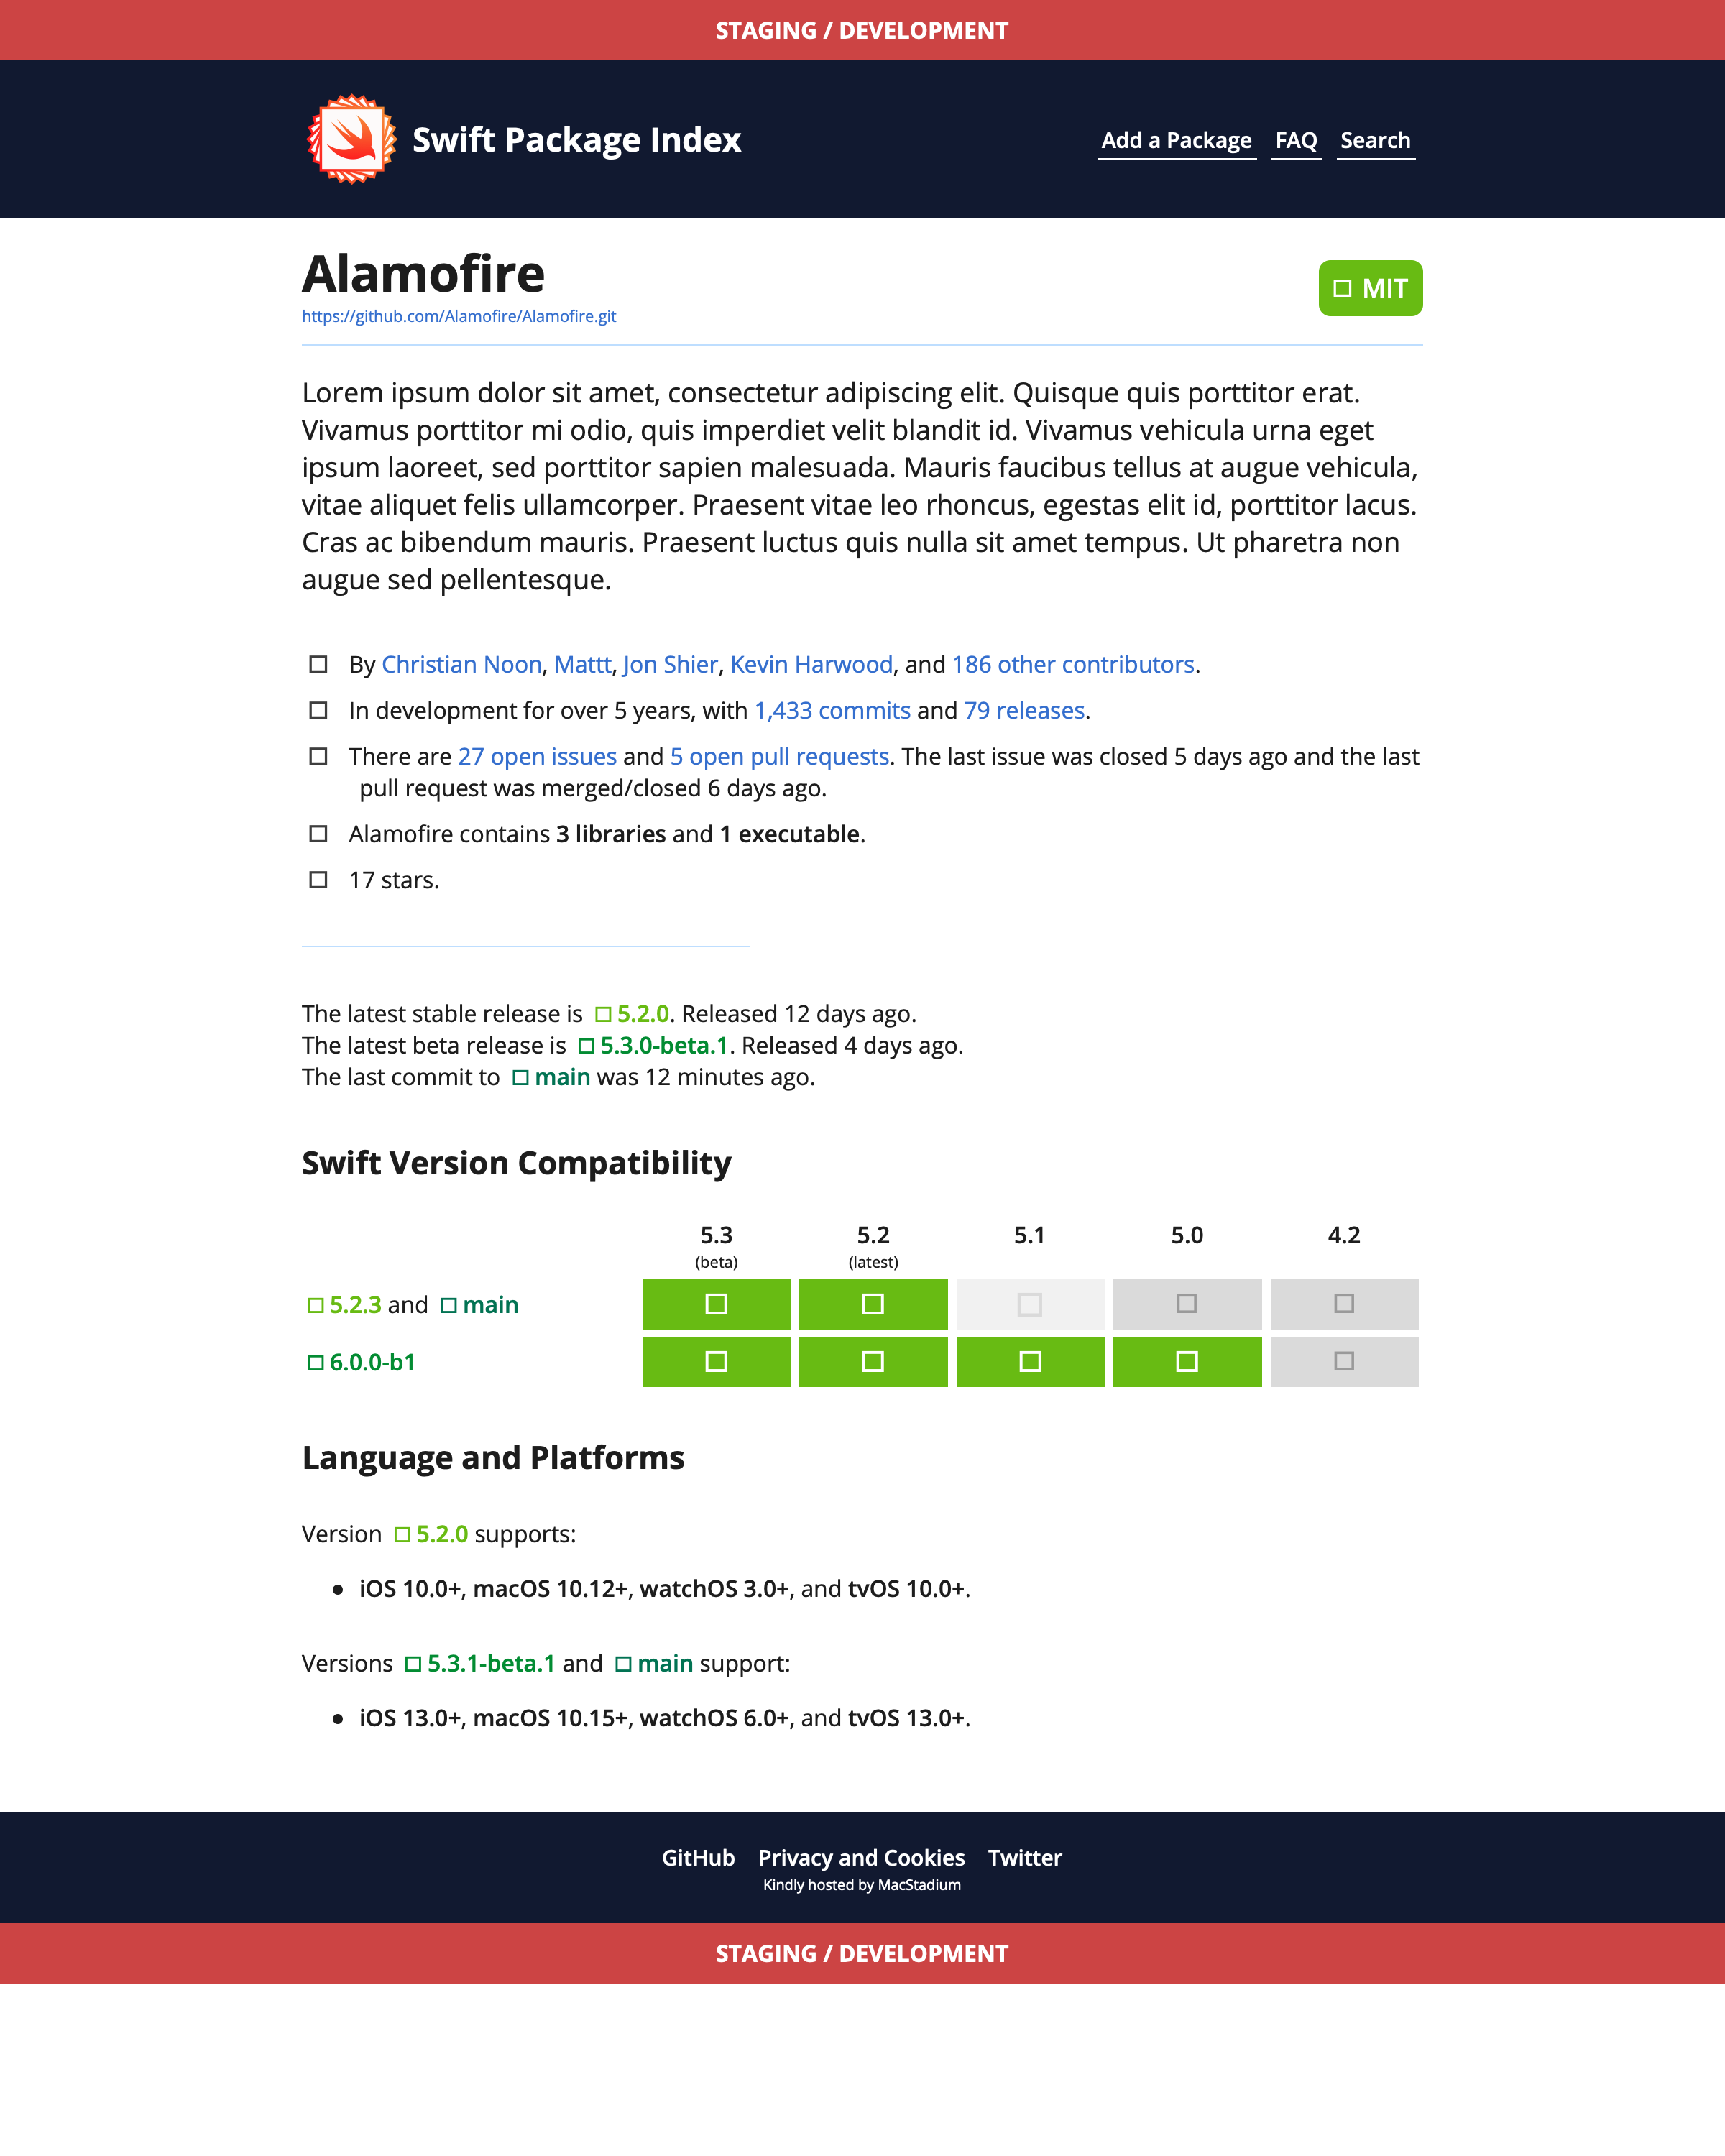 STAGING / DEVELOPMENT
Swift Package Index
Add a Package FAQ Search
Alamofire
MIT
https://github.com/Alamofire/Alamofire.git
Lorem ipsum dolor sit amet, consectetur adipiscing elit. Quisque quis porttitor erat.
Vivamus porttitor mi odio, quis imperdiet velit blandit id. Vivamus vehicula urna eget
ipsum laoreet, sed porttitor sapien malesuada. Mauris faucibus tellus at augue vehicula,
vitae aliquet felis ullamcorper. Praesent vitae leo rhoncus, egestas elit id, porttitor lacus.
Cras ac bibendum mauris. Praesent luctus quis nulla sit amet tempus. Ut pharetra non
augue sed pellentesque.
By Christian Noon, Mattt, Jon Shier, Kevin Harwood, and 186 other contributors.
In development for over 5 years, with 1,433 commits and 79 releases.
There are 27 open issues and 5 open pull requests. The last issue was closed 5 days ago and the last
pull request was merged/closed 6 days ago.
Alamofire contains 3 libraries and 1 executable.
17 stars.
The latest stable release is 5.2.0. Released 12 days ago.
The latest beta release is 5.3.0-beta.1. Released 4 days ago.
The last commit to main was 12 minutes ago.
Swift Version Compatibility
5.3 5.2 5.1 5.0 4.2
(beta) (latest)
5.2.3 and main
6.0.0-b1
Language and Platforms
Version 5.2.0 supports:
iOS 10.0+, macOS 10.12+, watchOS 3.0+, and tvOS 10.0+.
Versions 5.3.1-beta.1 and main support:
iOS 13.0+, macOS 10.15+, watchOS 6.0+, and tvOS 13.0+.
GitHub Privacy and Cookies Twitter
Kindly hosted by MacStadium
STAGING / DEVELOPMENT